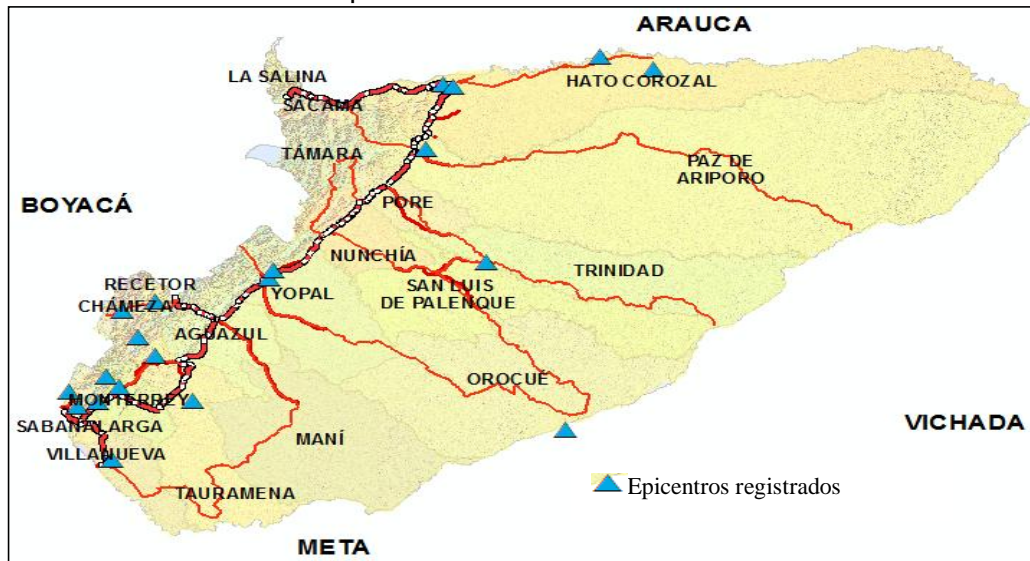 ARAUCA
LA SALINA
HATO COROZAL
SACAMA
TÁMARA
PAZ DE
ARIPORO
BOYACÁ
PORE
NUNCHÍA
TRINIDAD
RECETOR
SAN LUIS
DE PALENQUE
YOPAL
CHÁMEZA
AGUAZUL
OROCUÉ
MONTERREY
SABANALARGA
VICHADA
MANÍ
VILLANUEVA
Epicentros registrados
TAURAMENA
META